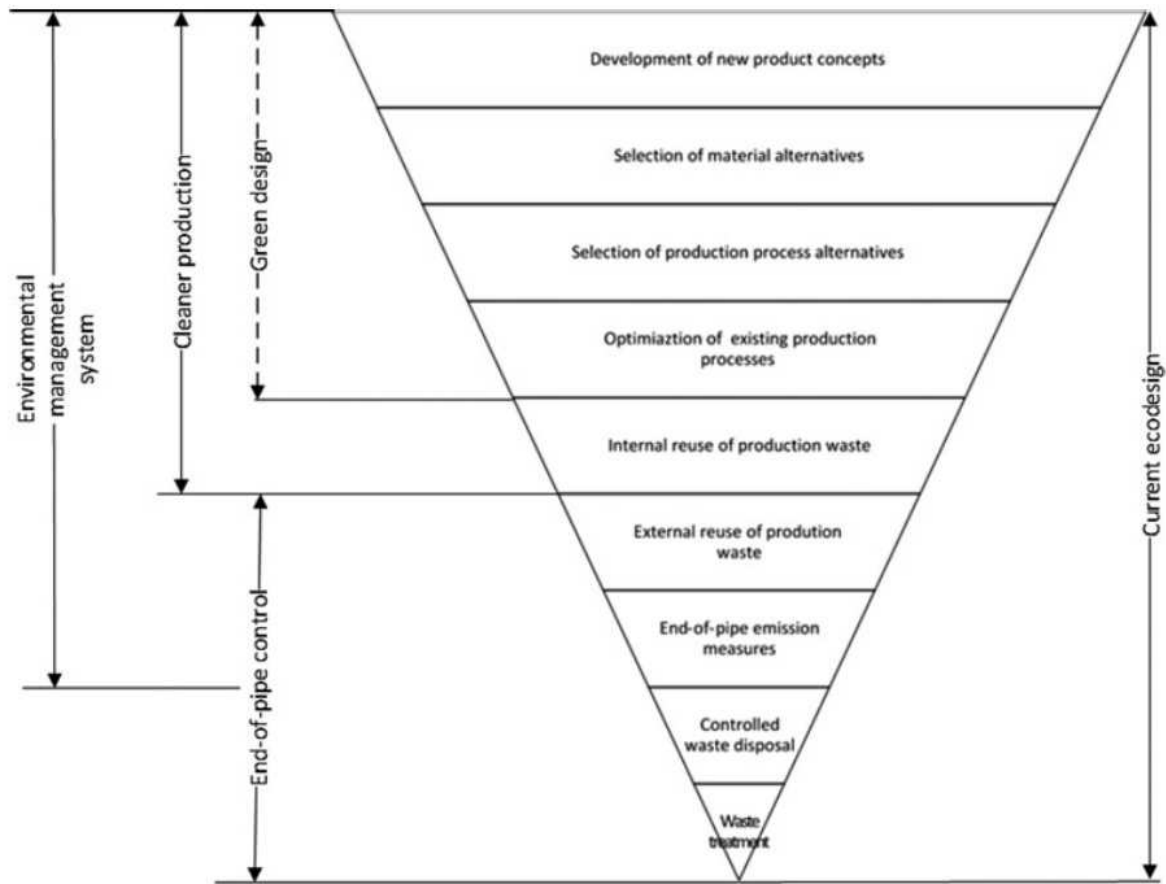 Development of new product concepts
Selection of material alternatives
Selection of production process alternatives
Optimiaztion of existing production
processes
Internal reuse of production waste
External reuse of prodution
waste
End-of-pipe emission
measures
Controlled
waste disposal
Waste
treatment
Environmental
management
system
Cleaner production
Green design
End-of-pipe control
Current ecodesign